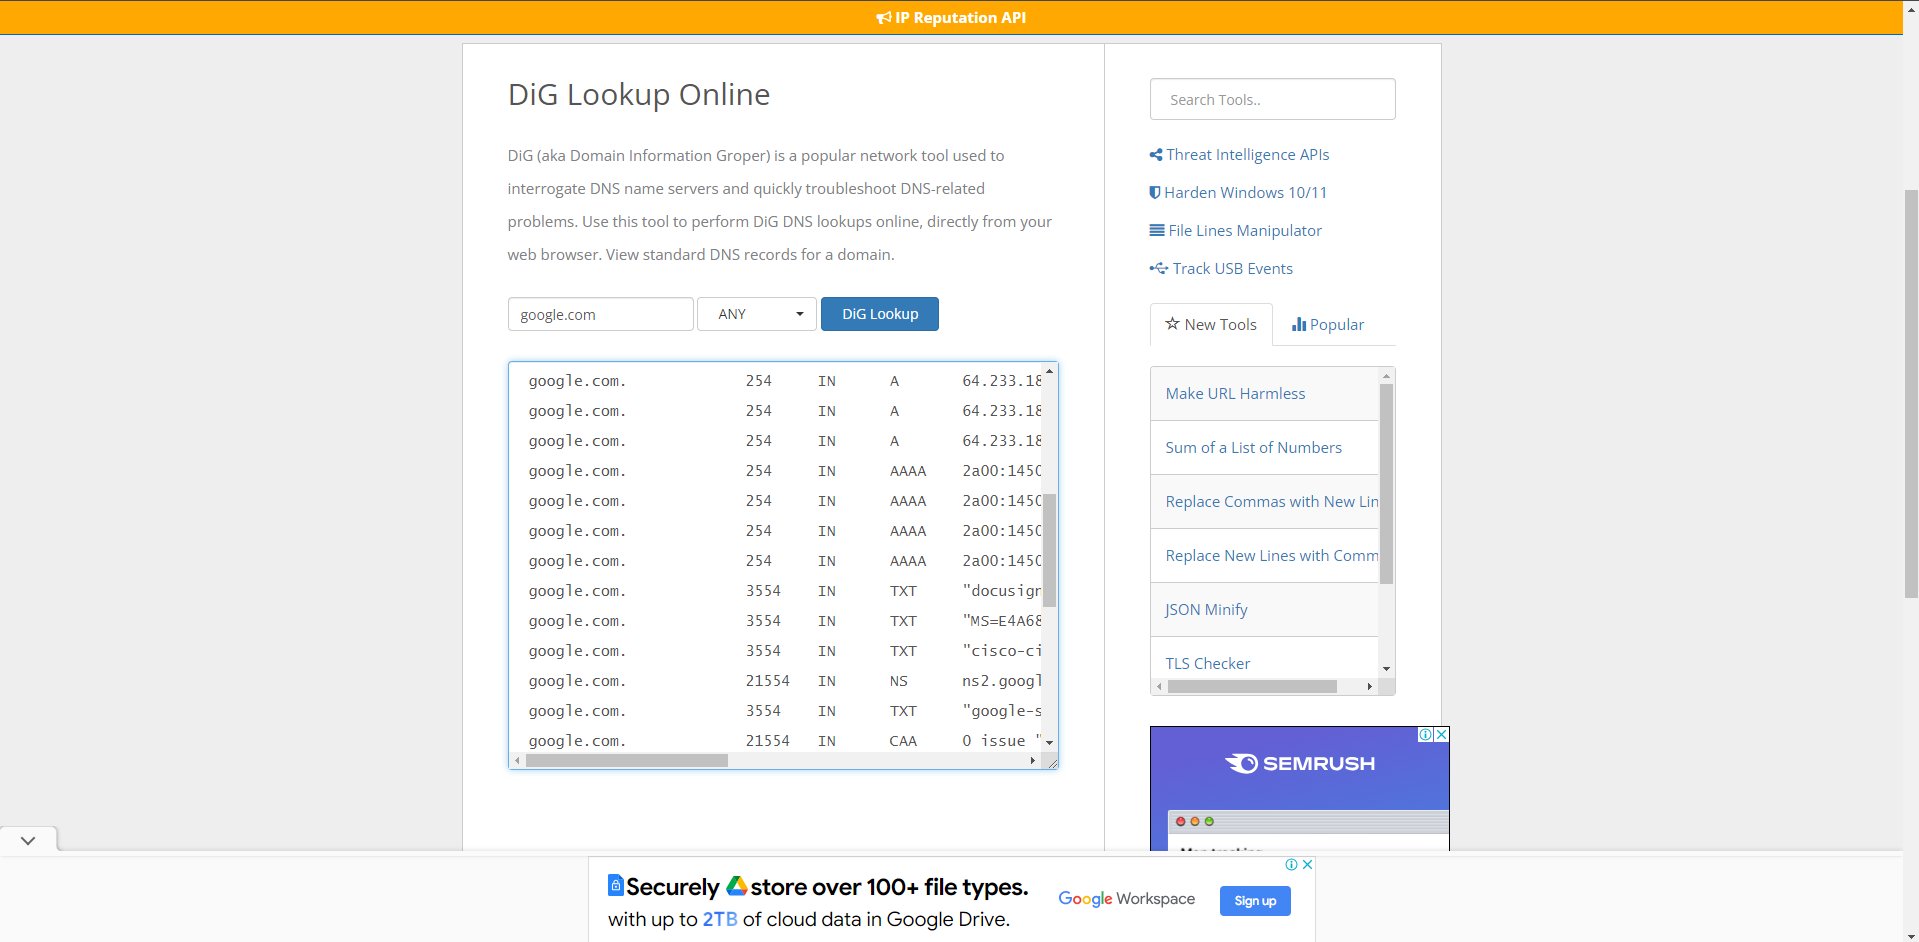 IP Reputation API
DiG Lookup Online
DiG (aka Domain Information Groper) is a popular network tool used to
interrogate DNS name servers and quickly troubleshoot DNS-related
problems. Use this tool to perform DiG DNS lookups online, directly from your
web browser. View standard DNS records for a domain.
google.com ANY DiG Lookup
google.com. 254 IN A 64.233.18
google.com. 254 IN A 64.233.18
google.com. 254 IN A 64.233.18
google.com. 254 IN AAAA 2a00:1450
google.com. 254 IN AAAA 2a00:1450
google.com. 254 IN AAAA 2a00:1450
google.com. 254 IN AAAA 2a00:1450
google.com. 3554 IN TXT "docusign
google.com. 3554 IN TXT "MS=E4A68
google.com. 3554 IN TXT "cisco-ci
google.com. 21554 IN NS ns2.googl
google.com. 3554 IN TXT "google-s
google.com. 21554 IN CAA 0 issue "
Search Tools..
Threat Intelligence APIs
Harden Windows 10/11
File Lines Manipulator
Track USB Events
New Tools Popular
Make URL Harmless
Sum of a List of Numbers
Replace Commas with New Lin
Replace New Lines with Comm
JSON Minify
TLS Checker
SEMRUSH
Securely store over 100+ file types.
with up to 2TB of cloud data in Google Drive.
Google Workspace
Sign up